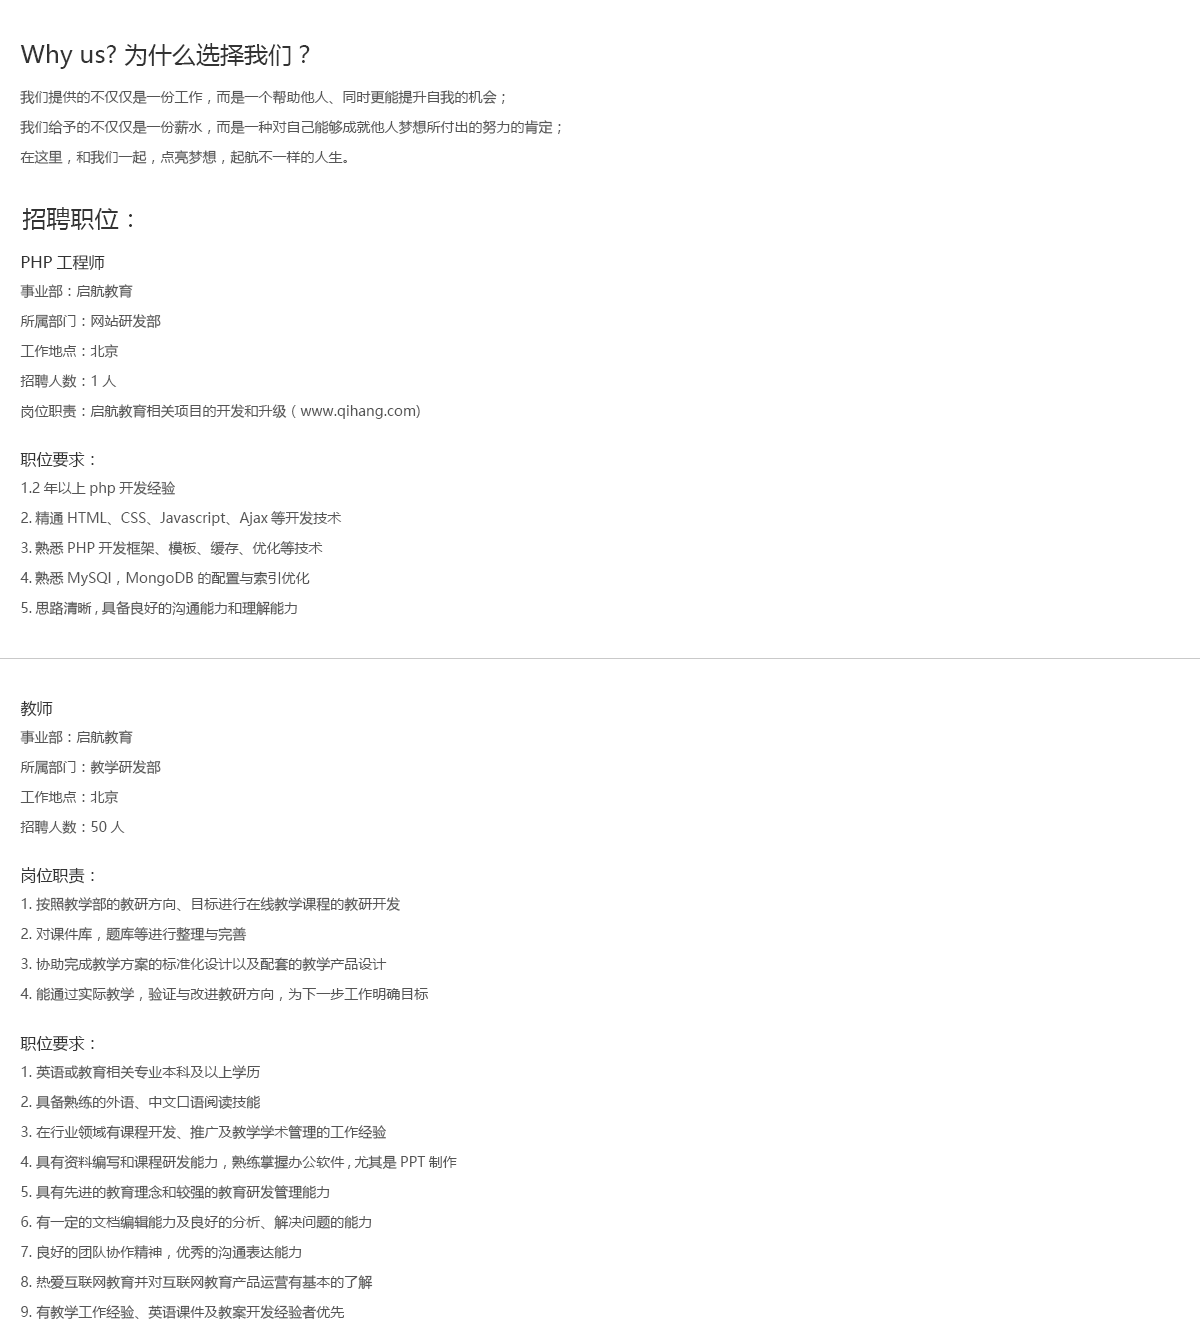 Why us? 为什么选择我们？
我们提供的不仅仅是一份工作，而是一个帮助他人、同时更能提升自我的机会；
我们给予的不仅仅是一份薪水，而是一种对自己能够成就他人梦想所付出的努力的肯定；
在这里，和我们一起，点亮梦想，起航不一样的人生。
招聘职位：
PHP 工程师
事业部：启航教育
所属部门：网站研发部
工作地点：北京
招聘人数：1 人
岗位职责：启航教育相关项目的开发和升级（www.qihang.com)
职位要求：
1.2 年以上 php 开发经验
2. 精通 HTML、CSS、Javascript、Ajax 等开发技术
3. 熟悉 PHP 开发框架、模板、缓存、优化等技术
4. 熟悉 MySQl，MongoDB 的配置与索引优化
5. 思路清晰 , 具备良好的沟通能力和理解能力
教师
事业部：启航教育
所属部门：教学研发部
工作地点：北京
招聘人数：50 人
岗位职责：
1. 按照教学部的教研方向、目标进行在线教学课程的教研开发
2. 对课件库，题库等进行整理与完善
3. 协助完成教学方案的标准化设计以及配套的教学产品设计
4. 能通过实际教学，验证与改进教研方向，为下一步工作明确目标
职位要求：
1. 英语或教育相关专业本科及以上学历
2. 具备熟练的外语、中文口语阅读技能
3. 在行业领域有课程开发、推广及教学学术管理的工作经验
4. 具有资料编写和课程研发能力，熟练掌握办公软件 , 尤其是 PPT 制作
5. 具有先进的教育理念和较强的教育研发管理能力
6. 有一定的文档编辑能力及良好的分析、解决问题的能力
7. 良好的团队协作精神，优秀的沟通表达能力
8. 热爱互联网教育并对互联网教育产品运营有基本的了解
9. 有教学工作经验、英语课件及教案开发经验者优先